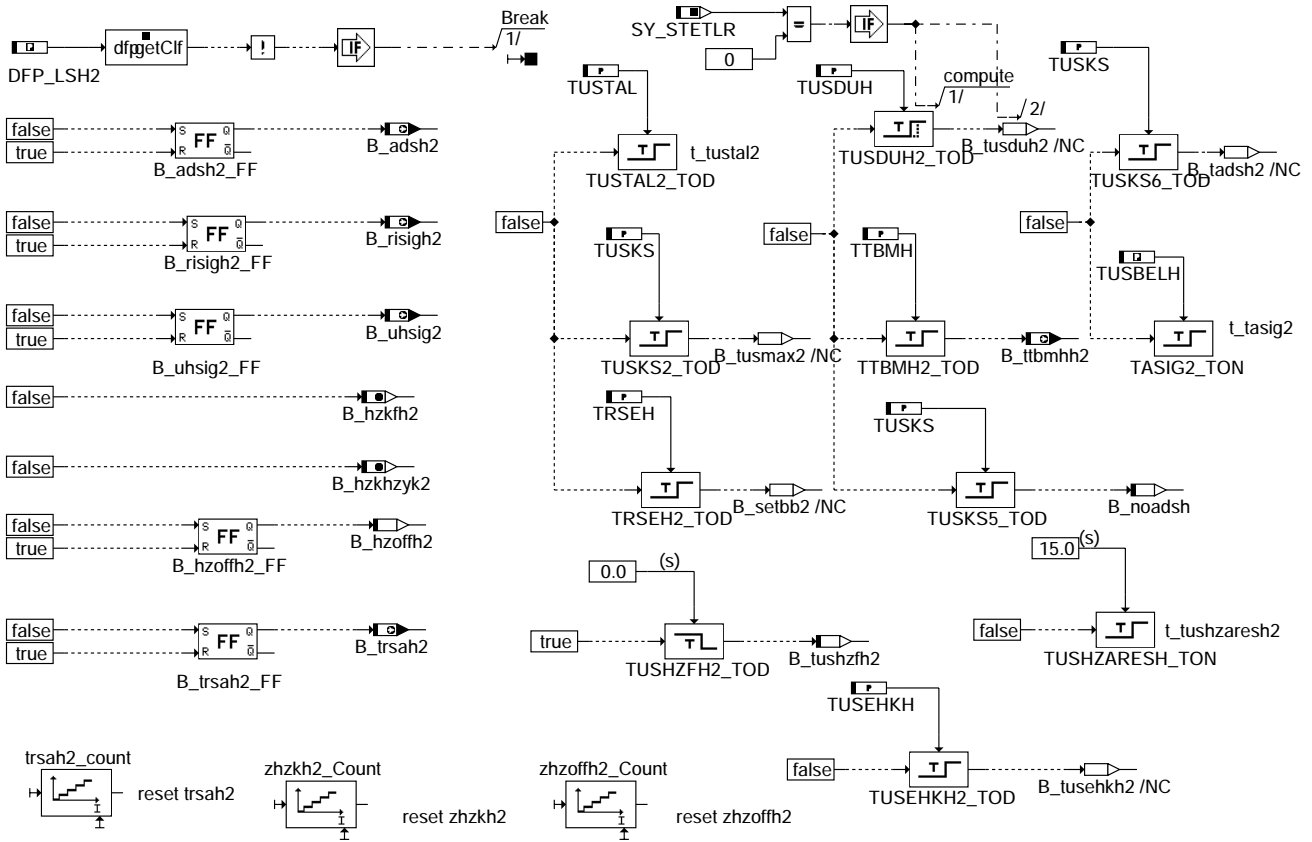 Break
1/
dfpgetClf
!
IF
DFP_LSH2
SY_STETLR
=
IF
0
P
TUSTAL
P
TUSDUH
compute
1/
2/
P
TUSKS
false
true
S Q
FF
R Q
B_adsh2_FF
B_adsh2
T
TUSTAL2_TOD
t_tustal2
T
TUSDUH2_TOD
B_tusduh2 /NC
T
TUSKS6_TOD
B_tadsh2 /NC
false
true
S Q
FF
R Q
B_risigh2_FF
B_risigh2
false
false
false
P
TUSKS
P
TTBMH
TUSBELH
false
true
S Q
FF
R Q
B_uhsig2_FF
B_uhsig2
T
TUSKS2_TOD
B_tusmax2 /NC
T
TTBMH2_TOD
B_ttbmhh2
T
TASIG2_TON
t_tasig2
false
B_hzkfh2
P
TRSEH
P
TUSKS
false
B_hzkhzyk2
T
TRSEH2_TOD
B_setbb2 /NC
T
TUSKS5_TOD
B_noadsh
false
true
S Q
FF
R Q
B_hzoffh2_FF
B_hzoffh2
0.0
(s)
15.0
(s)
false
true
S Q
FF
R Q
B_trsah2_FF
B_trsah2
true
T
TUSHZFH2_TOD
B_tushzfh2
false
T
TUSHZARESH_TON
t_tushzaresh2
P
TUSEHKH
false
T
TUSEHKH2_TOD
B_tusehkh2 /NC
trsah2_count
I
reset trsah2
zhzkh2_Count
I
reset zhzkh2
zhzoffh2_Count
I
reset zhzoffh2